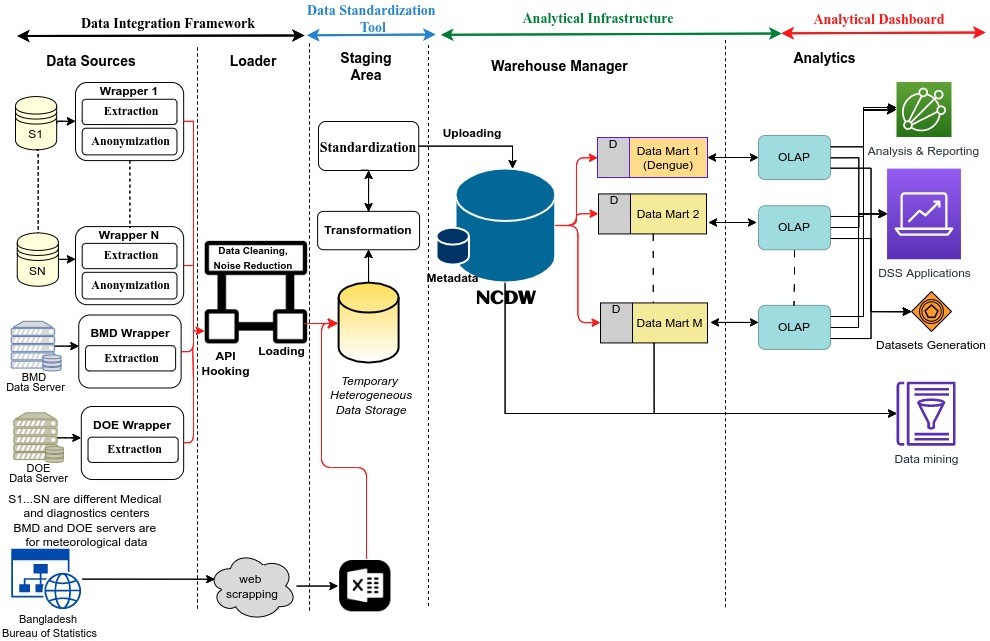 Data Integration Framework
Data Standardization
Tool
Analytical Infrastructure
Analytical Dashboard
Data Sources
Loader
Staging
Area
Warehouse Manager
Analytics
S1
Wrapper 1
Extraction
Anonymization
SN
Wrapper N
Extraction
Anonymization
BMD
Data Server
BMD Wrapper
Extraction
DOE
Data Server
DOE Wrapper
Extraction
S1...SN are different Medical
and diagnostics centers
BMD and DOE servers are
for meteorological data
Bangladesh
Bureau of Statistics
Data Cleaning,
Noise Reduction
API
Hooking
Loading
web
scrapping
Standardization
Transformation
Temporary
Heterogeneous
Data Storage
X
Uploading
Metadata
NCDW
D
Data Mart 1
(Dengue)
D
Data Mart 2
D
Data Mart M
OLAP
OLAP
OLAP
Analysis & Reporting
DSS Applications
Datasets Generation
Data mining